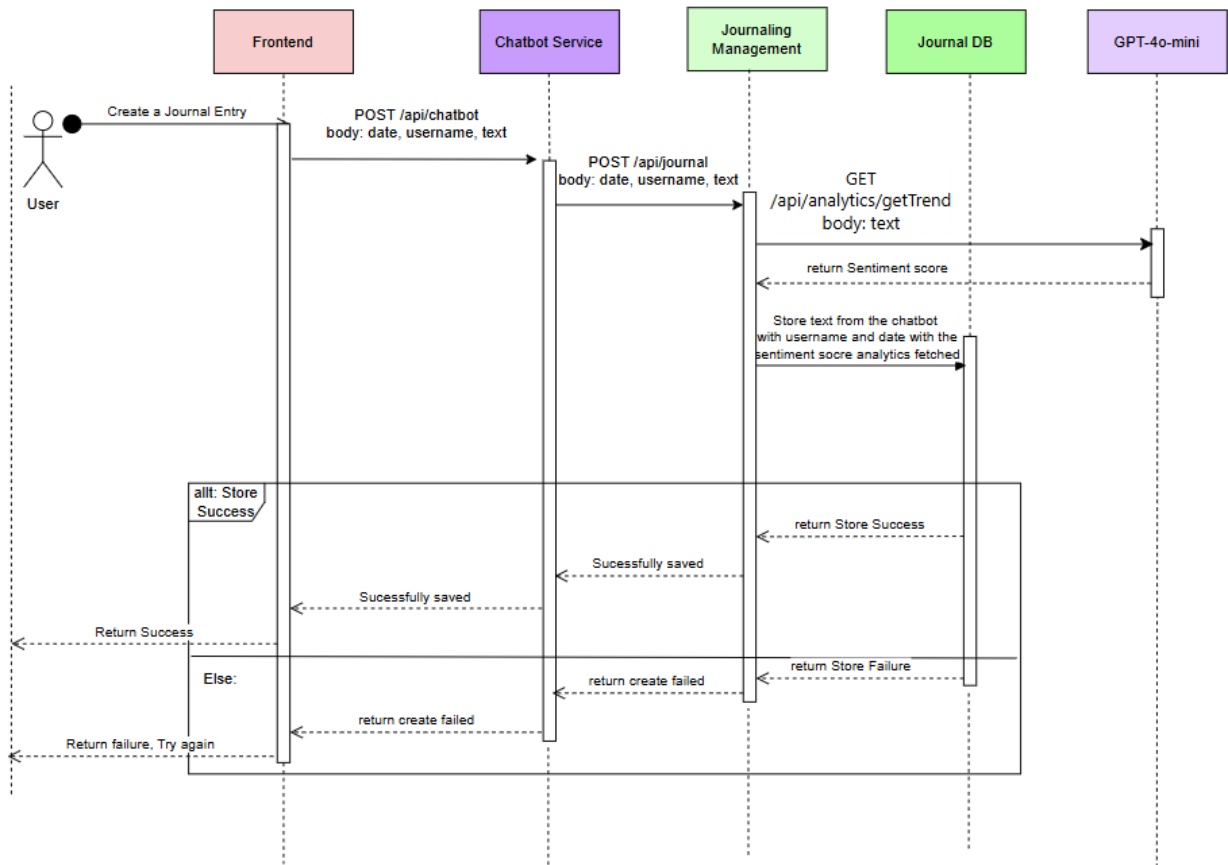 Frontend
Chatbot Service
Journaling
Management
Journal DB
GPT-4o-mini
User
Create a Journal Entry
POST /api/chatbot
body: date, username, text
POST /api/journal
body: date, username, text
GET
/api/analytics/getTrend
body: text
return Sentiment score
Store text from the chatbot
with username and date with the
sentiment socre analytics fetched
allt: Store
Success
return Store Success
Sucessfully saved
Sucessfully saved
Return Success
Else:
return Store Failure
return create failed
return create failed
Return failure, Try again